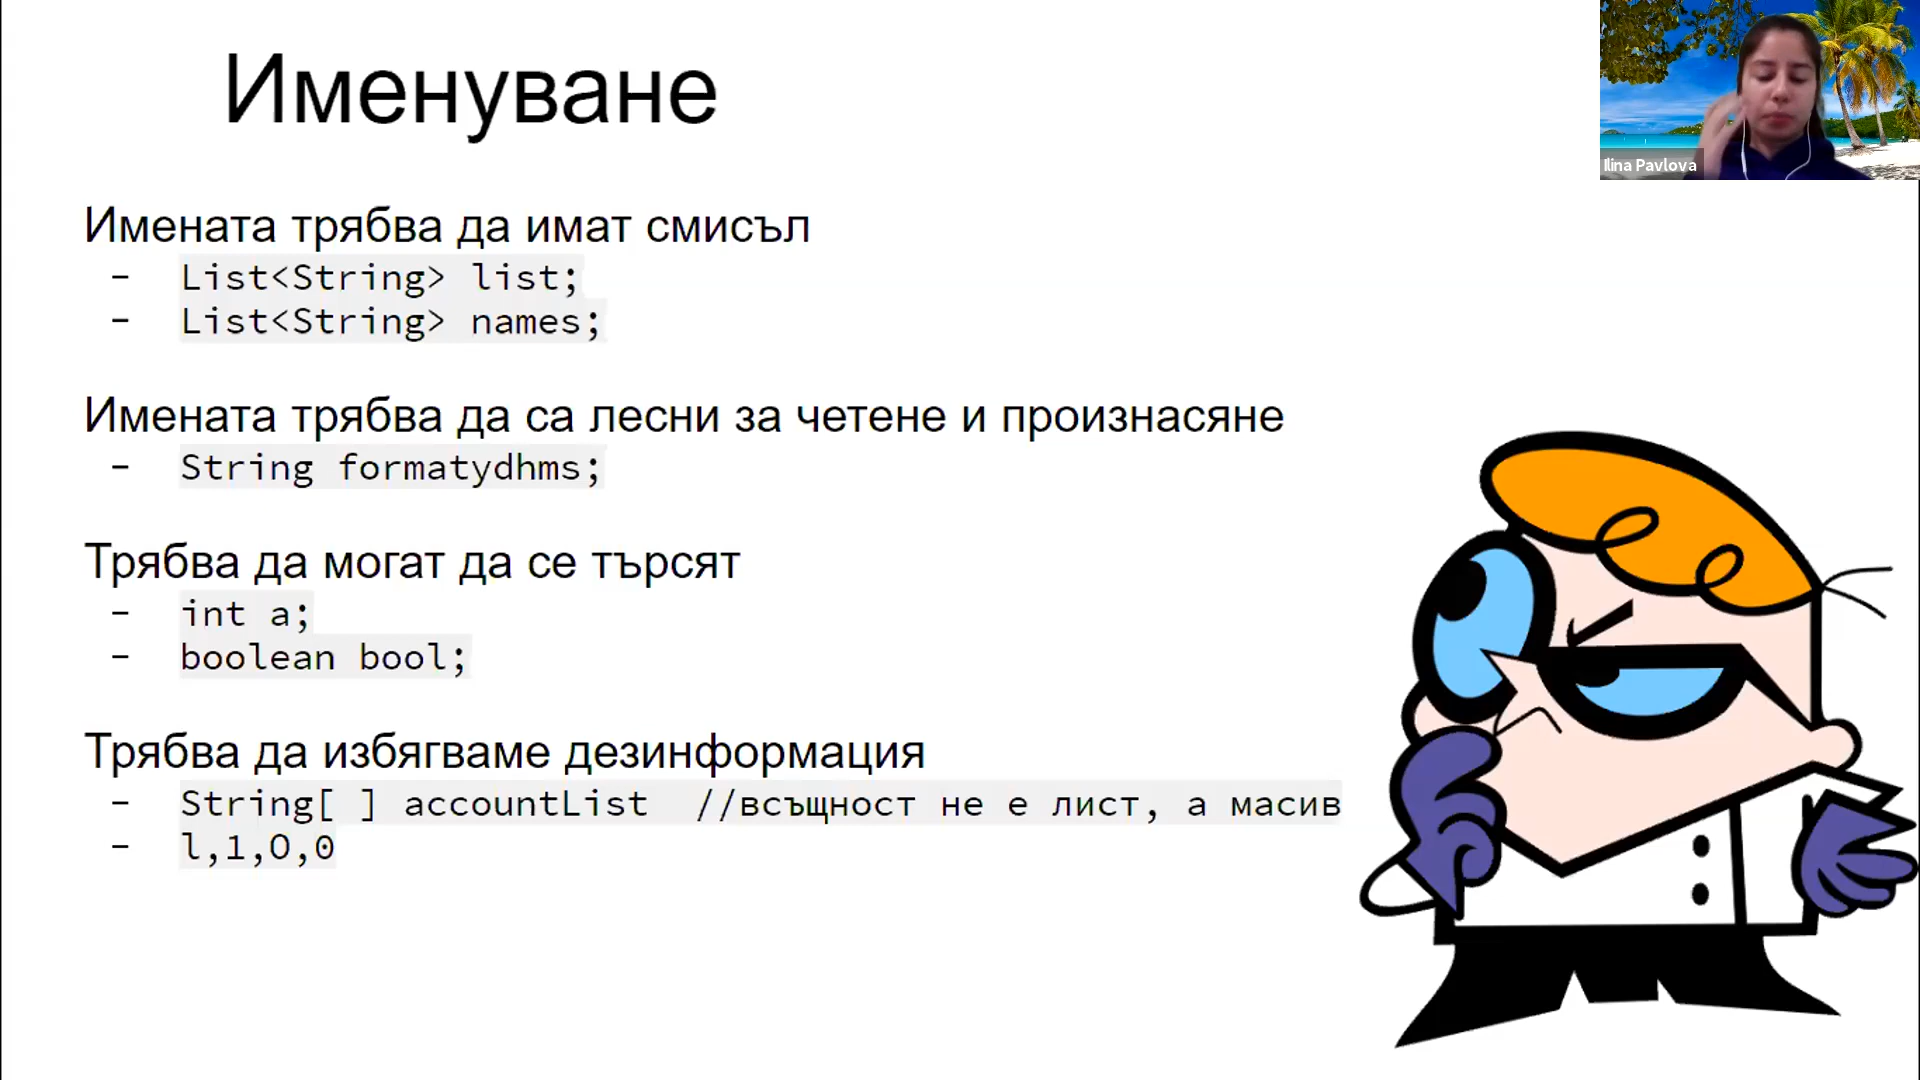 Именуване
Ilina Pavlova
Имената трябва да имат смисъл
- List<String> list;
- List<String> names;
Имената трябва да са лесни за четене и произнасяне
- String formatydhms;
Трябва да могат да се търсят
- int a;
- boolean bool;
Трябва да избягваме дезинформация
- String[ ] accountList //всъщност не е лист, а масив
- l,1,O,0